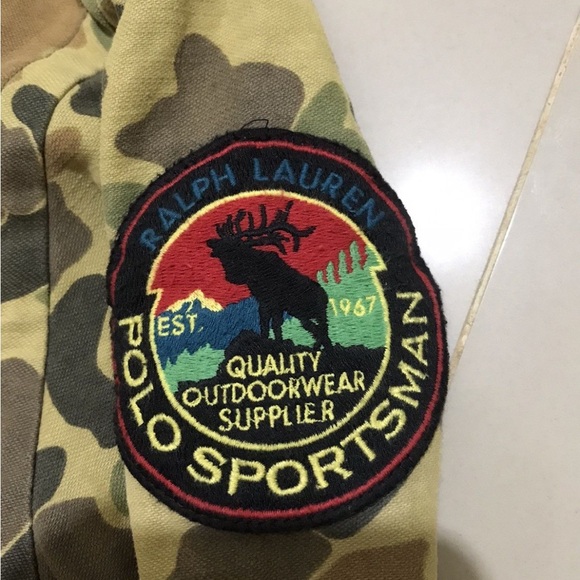 RALPH LAUREN
EST. 1967
QUALITY
OUTDOORWEAR
SUPPLIER
POLO SPORTSMAN